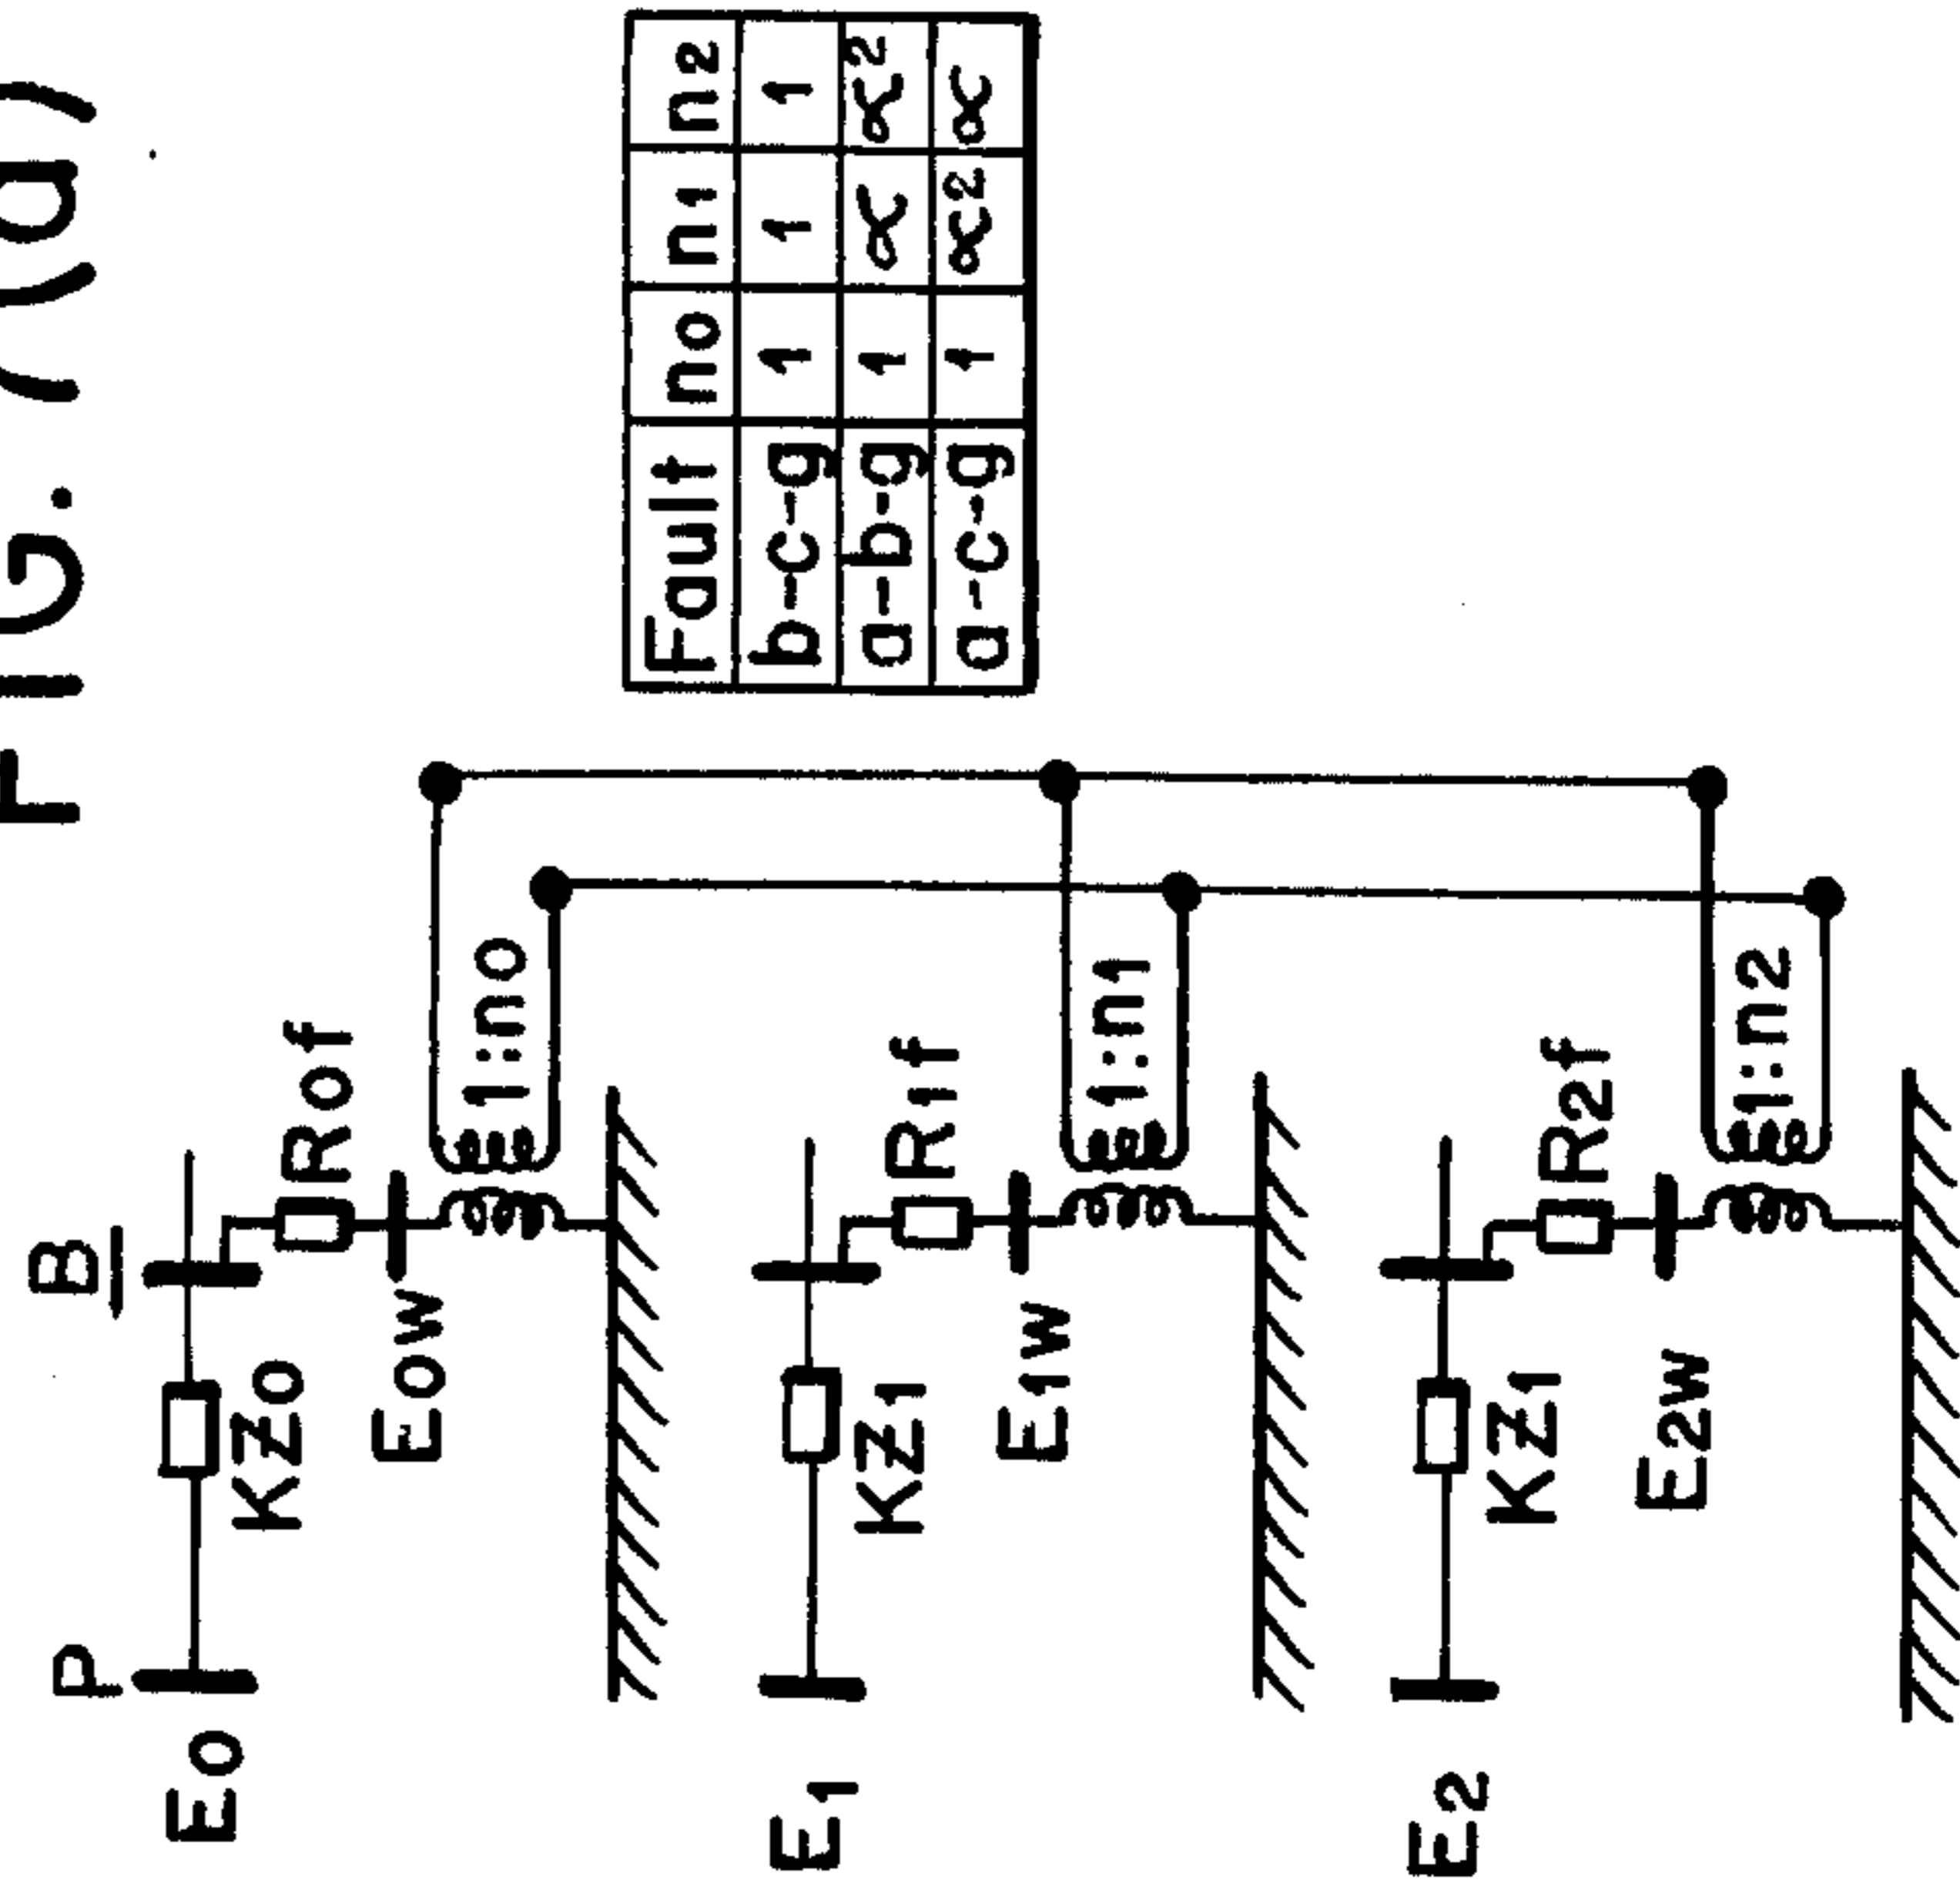 FIG. 7(d)
P B
E0 KZ0 R0f
E0w 1:n0
E1 KZ1 R1f
E1w 1:n1
E2 KZ1 R2f
E2w 1:n2
Fault n0 n1 n2
b-c-g 1 1 1
a-b-g 1 α α²
a-c-g 1 α² α